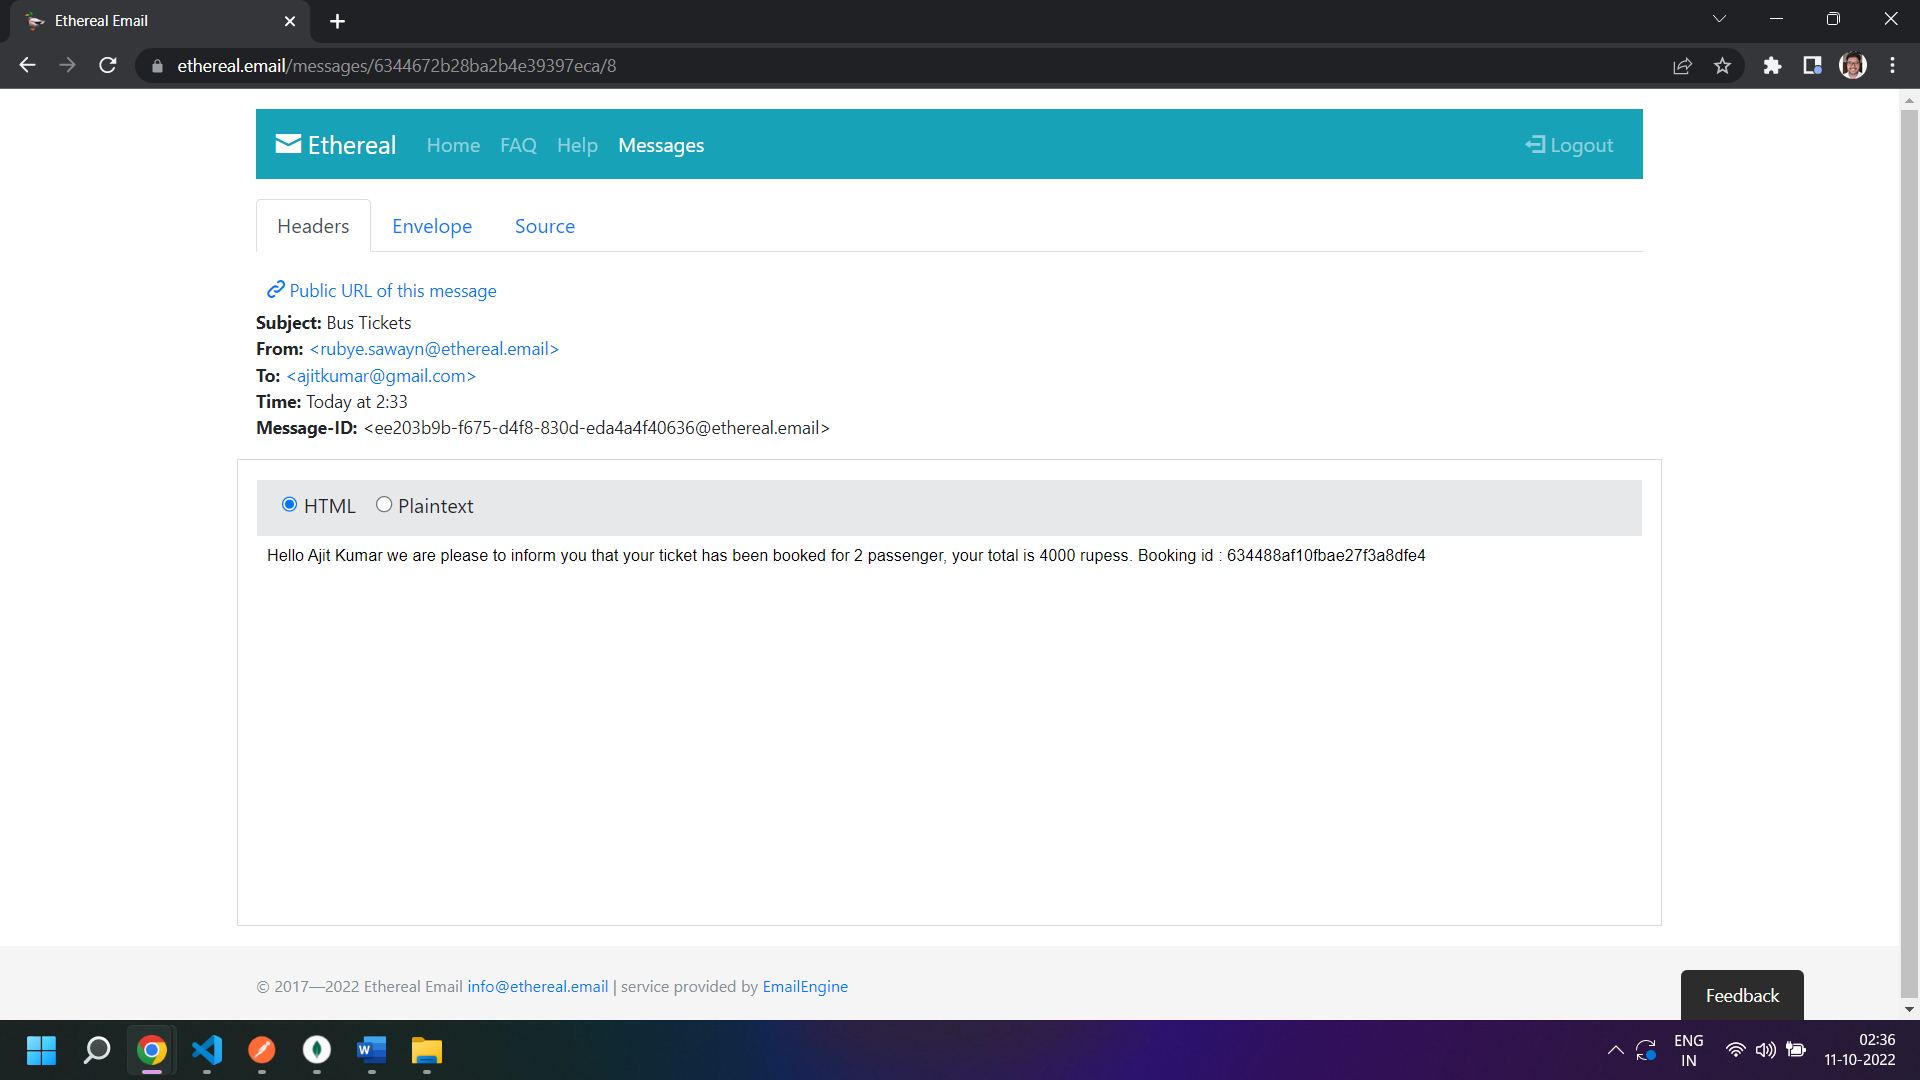 Ethereal Email
ethereal.email/messages/6344672b28ba2b4e39397eca/8
Ethereal Home FAQ Help Messages Logout
Headers Envelope Source
Public URL of this message
Subject: Bus Tickets
From: <rubye.sawayn@ethereal.email>
To: <ajitkumar@gmail.com>
Time: Today at 2:33
Message-ID: <ee203b9b-f675-d4f8-830d-eda4a4f40636@ethereal.email>
HTML Plaintext
Hello Ajit Kumar we are please to inform you that your ticket has been booked for 2 passenger, your total is 4000 rupess. Booking id : 634488af10fbae27f3a8dfe4
© 2017—2022 Ethereal Email info@ethereal.email | service provided by EmailEngine
Feedback
W
ENG
IN
02:36
11-10-2022